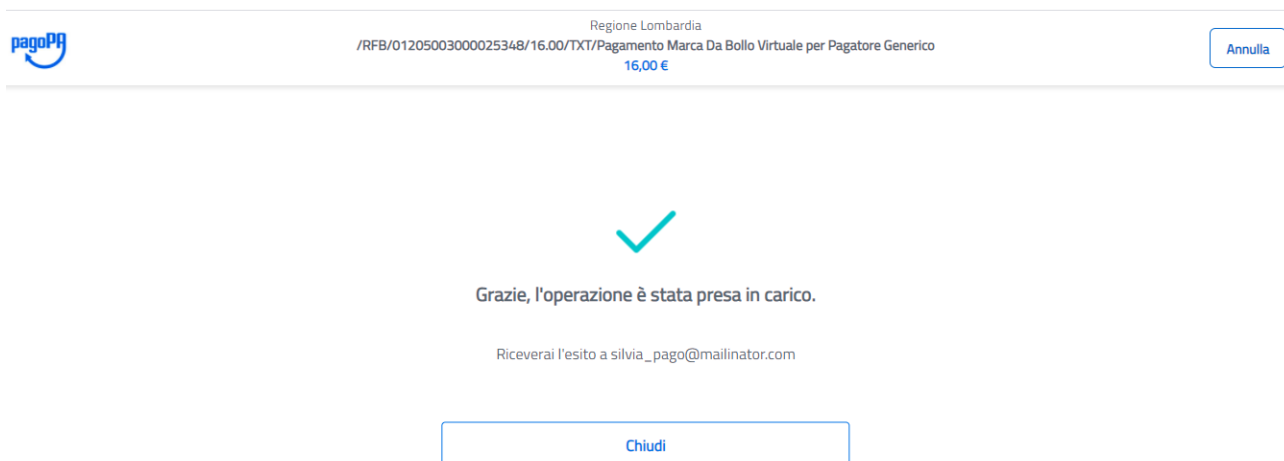 pagoPA
Regione Lombardia
/RFB/01205003000025348/16.00/TXT/Pagamento Marca Da Bollo Virtuale per Pagatore Generico
16,00 €
Annulla
Grazie, l'operazione è stata presa in carico.
Riceverai l'esito a silvia_pago@mailinator.com
Chiudi